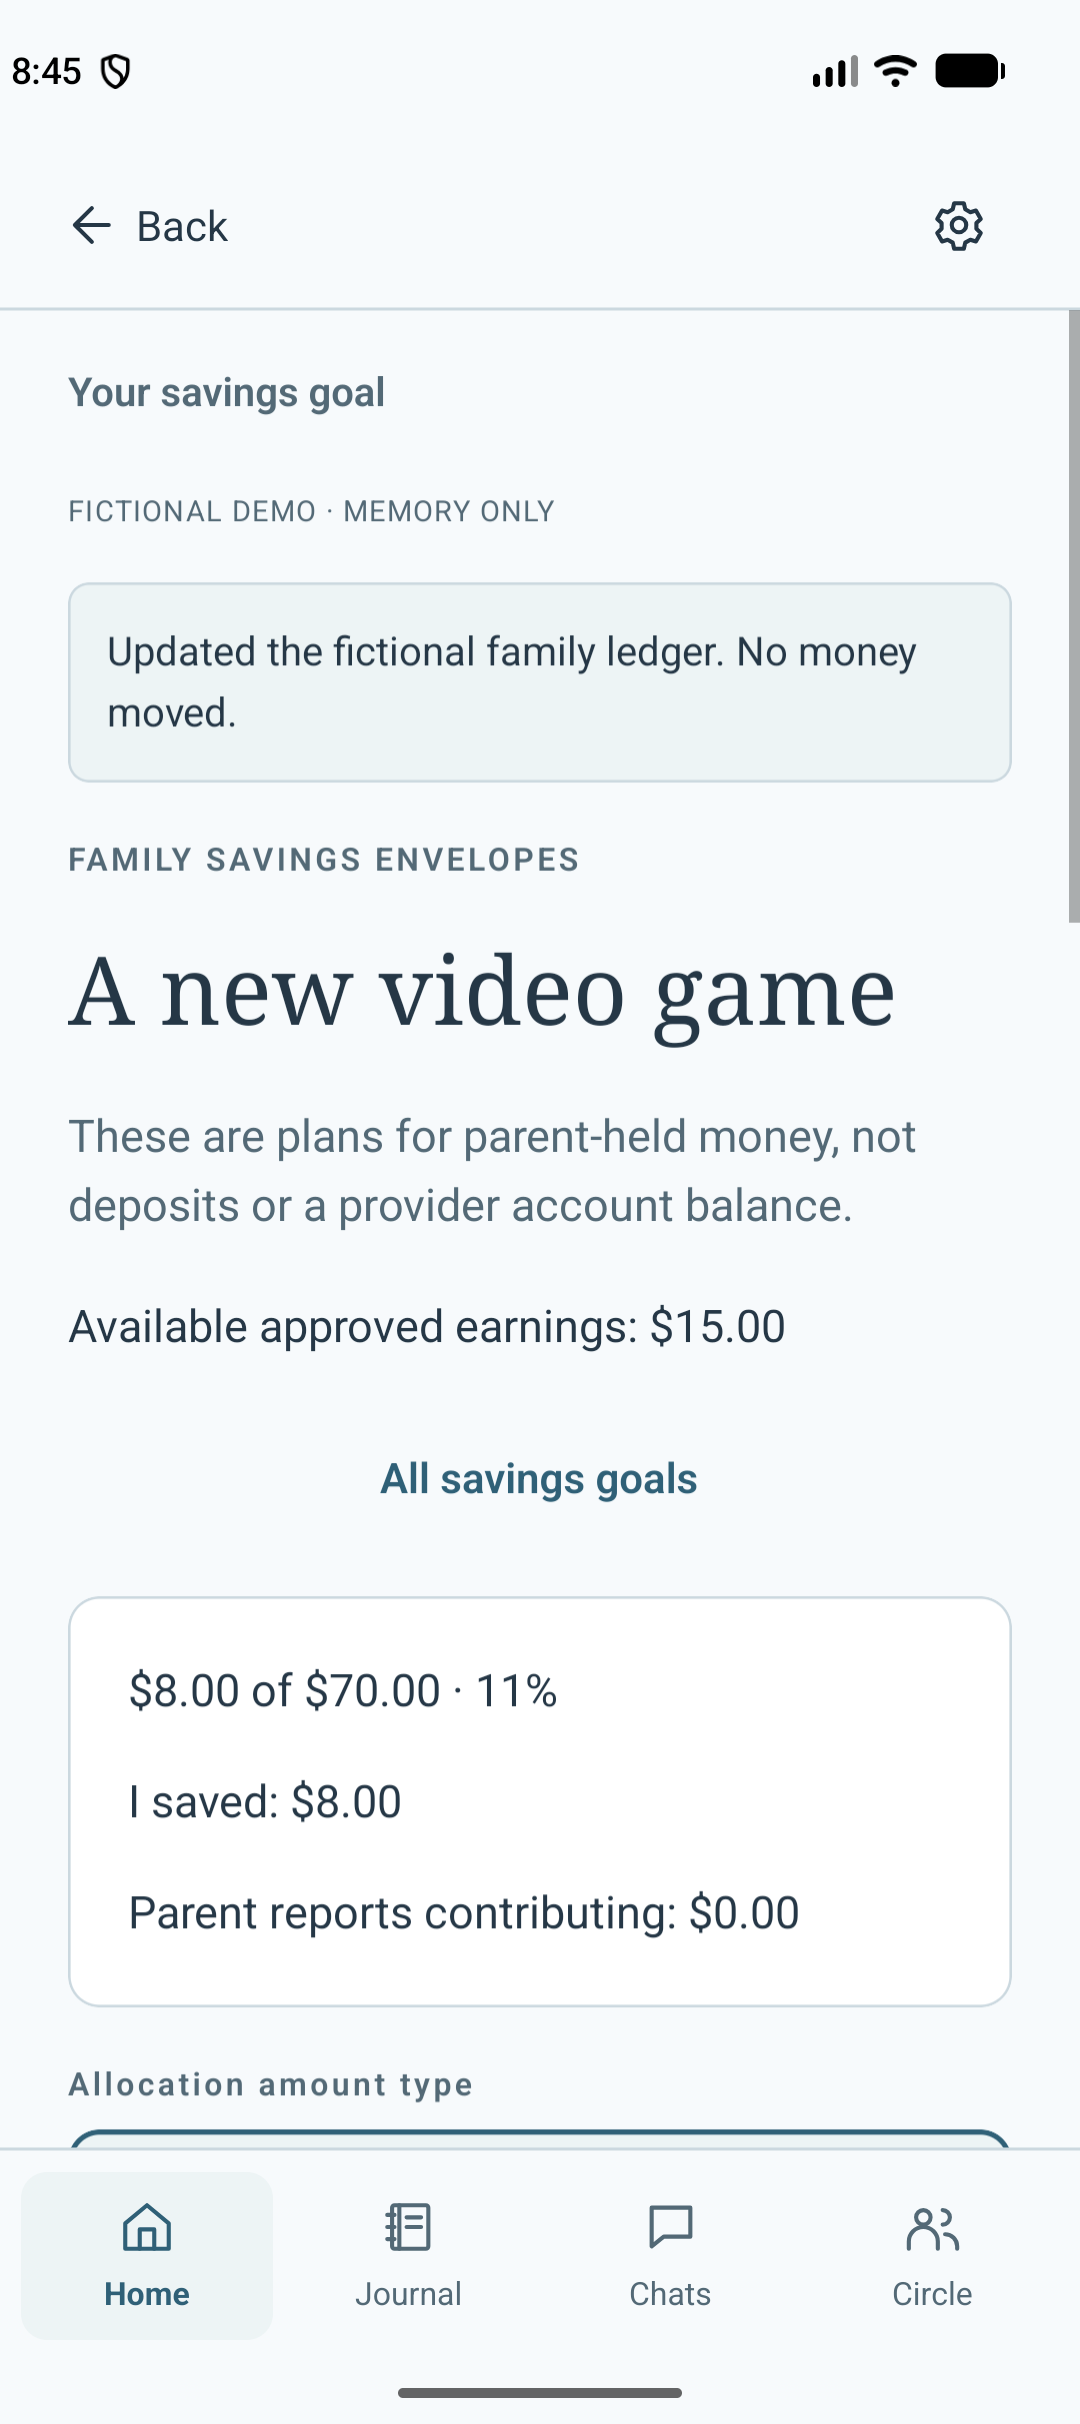 8:45
Back
Your savings goal
FICTIONAL DEMO · MEMORY ONLY
Updated the fictional family ledger. No money
moved.
FAMILY SAVINGS ENVELOPES
A new video game
These are plans for parent-held money, not
deposits or a provider account balance.
Available approved earnings: $15.00
All savings goals
$8.00 of $70.00 · 11%
I saved: $8.00
Parent reports contributing: $0.00
Allocation amount type
Home
Journal
Chats
Circle